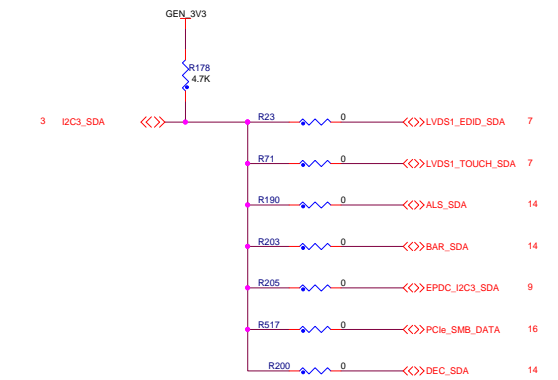 GEN_3V3
R178
4.7K
3 I2C3_SDA
R23 0 LVDS1_EDID_SDA 7
R71 0 LVDS1_TOUCH_SDA 7
R190 0 ALS_SDA 14
R203 0 BAR_SDA 14
R205 0 EPDC_I2C3_SDA 9
R517 0 PCIe_SMB_DATA 16
R200 0 DEC_SDA 14